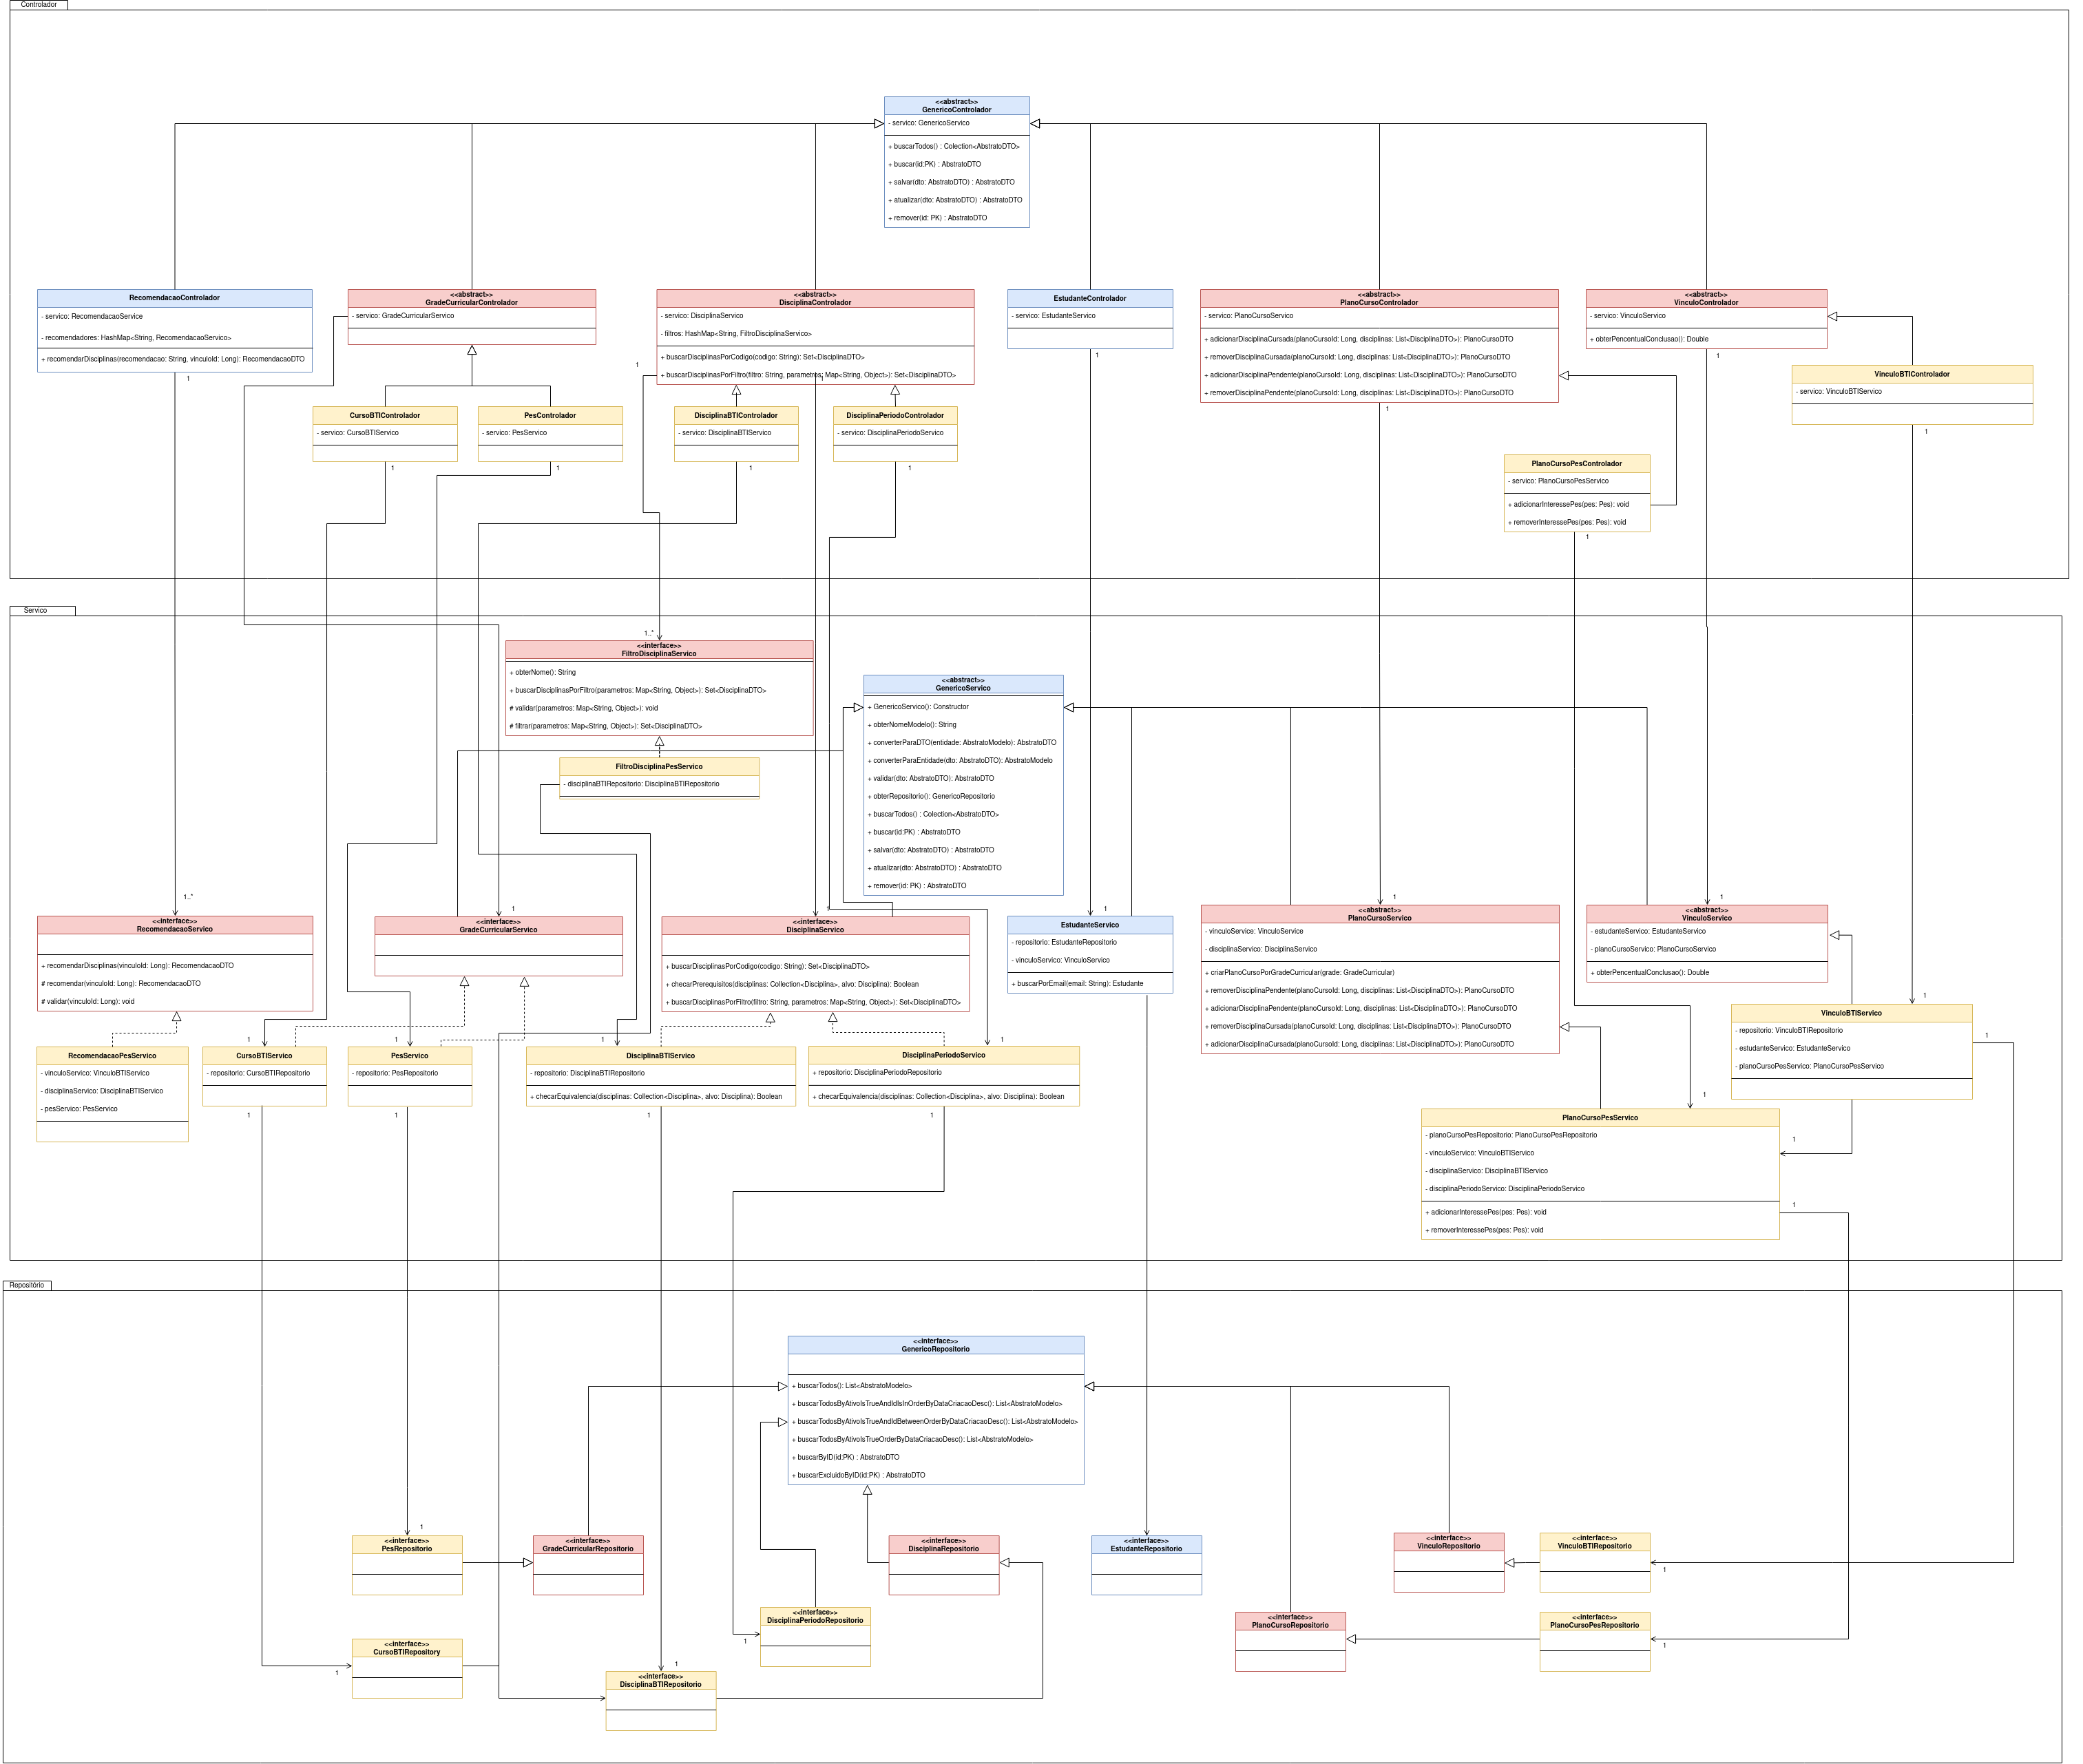 Controlador
<<abstract>>
GenericoControlador
- servico: GenericoServico
+ buscarTodos() : Colection<AbstratoDTO>
+ buscar(id:PK) : AbstratoDTO
+ salvar(dto: AbstratoDTO) : AbstratoDTO
+ atualizar(dto: AbstratoDTO) : AbstratoDTO
+ remover(id: PK) : AbstratoDTO
RecomendacaoControlador
- servico: RecomendacaoService
- recomendadores: HashMap<String, RecomendacaoServico>
+ recomendarDisciplinas(recomendacao: String, vinculoId: Long): RecomendacaoDTO
1
<<abstract>>
GradeCurricularControlador
- servico: GradeCurricularServico
<<abstract>>
DisciplinaControlador
- servico: DisciplinaServico
- filtros: HashMap<String, FiltroDisciplinaServico>
+ buscarDisciplinasPorCodigo(codigo: String): Set<DisciplinaDTO>
+ buscarDisciplinasPorFiltro(filtro: String, parametros: Map<String, Object>): Set<DisciplinaDTO>
1
1
EstudanteControlador
- servico: EstudanteServico
1
<<abstract>>
PlanoCursoControlador
- servico: PlanoCursoServico
+ adicionarDisciplinaCursada(planoCursoId: Long, disciplinas: List<DisciplinaDTO>): PlanoCursoDTO
+ removerDisciplinaCursada(planoCursoId: Long, disciplinas: List<DisciplinaDTO>): PlanoCursoDTO
+ adicionarDisciplinaPendente(planoCursoId: Long, disciplinas: List<DisciplinaDTO>): PlanoCursoDTO
+ removerDisciplinaPendente(planoCursoId: Long, disciplinas: List<DisciplinaDTO>): PlanoCursoDTO
1
<<abstract>>
VinculoControlador
- servico: VinculoServico
+ obterPencentualConclusao(): Double
1
VinculoBTIControlador
- servico: VinculoBTIServico
1
CursoBTIControlador
- servico: CursoBTIServico
1
PesControlador
- servico: PesServico
1
DisciplinaBTIControlador
- servico: DisciplinaBTIServico
1
DisciplinaPeriodoControlador
- servico: DisciplinaPeriodoServico
1
PlanoCursoPesControlador
- servico: PlanoCursoPesServico
+ adicionarInteressePes(pes: Pes): void
+ removerInteressePes(pes: Pes): void
1
Servico
1..*
<<interface>>
FiltroDisciplinaServico
+ obterNome(): String
+ buscarDisciplinasPorFiltro(parametros: Map<String, Object>): Set<DisciplinaDTO>
# validar(parametros: Map<String, Object>): void
# filtrar(parametros: Map<String, Object>): Set<DisciplinaDTO>
FiltroDisciplinaPesServico
- disciplinaBTIRepositorio: DisciplinaBTIRepositorio
<<abstract>>
GenericoServico
+ GenericoServico(): Constructor
+ obterNomeModelo(): String
+ converterParaDTO(entidade: AbstratoModelo): AbstratoDTO
+ converterParaEntidade(dto: AbstratoDTO): AbstratoModelo
+ validar(dto: AbstratoDTO): AbstratoDTO
+ obterRepositorio(): GenericoRepositorio
+ buscarTodos() : Colection<AbstratoDTO>
+ buscar(id:PK) : AbstratoDTO
+ salvar(dto: AbstratoDTO) : AbstratoDTO
+ atualizar(dto: AbstratoDTO) : AbstratoDTO
+ remover(id: PK) : AbstratoDTO
1..*
<<interface>>
RecomendacaoServico
+ recomendarDisciplinas(vinculoId: Long): RecomendacaoDTO
# recomendar(vinculoId: Long): RecomendacaoDTO
# validar(vinculoId: Long): void
1
<<interface>>
GradeCurricularServico
1
<<interface>>
DisciplinaServico
+ buscarDisciplinasPorCodigo(codigo: String): Set<DisciplinaDTO>
+ checarPrerequisitos(disciplinas: Collection<Disciplina>, alvo: Disciplina): Boolean
+ buscarDisciplinasPorFiltro(filtro: String, parametros: Map<String, Object>): Set<DisciplinaDTO>
1
EstudanteServico
- repositorio: EstudanteRepositorio
- vinculoServico: VinculoServico
+ buscarPorEmail(email: String): Estudante
1
<<abstract>>
PlanoCursoServico
- vinculoService: VinculoService
- disciplinaServico: DisciplinaServico
+ criarPlanoCursoPorGradeCurricular(grade: GradeCurricular)
+ removerDisciplinaPendente(planoCursoId: Long, disciplinas: List<DisciplinaDTO>): PlanoCursoDTO
+ adicionarDisciplinaPendente(planoCursoId: Long, disciplinas: List<DisciplinaDTO>): PlanoCursoDTO
+ removerDisciplinaCursada(planoCursoId: Long, disciplinas: List<DisciplinaDTO>): PlanoCursoDTO
+ adicionarDisciplinaCursada(planoCursoId: Long, disciplinas: List<DisciplinaDTO>): PlanoCursoDTO
1
<<abstract>>
VinculoServico
- estudanteServico: EstudanteServico
- planoCursoServico: PlanoCursoServico
+ obterPencentualConclusao(): Double
1
VinculoBTIServico
- repositorio: VinculoBTIRepositorio
- estudanteServico: EstudanteServico
- planoCursoPesServico: PlanoCursoPesServico
1
RecomendacaoPesServico
- vinculoServico: VinculoBTIServico
- disciplinaServico: DisciplinaBTIServico
- pesServico: PesServico
1
CursoBTIServico
- repositorio: CursoBTIRepositorio
1
1
PesServico
- repositorio: PesRepositorio
1
1
DisciplinaBTIServico
- repositorio: DisciplinaBTIRepositorio
+ checarEquivalencia(disciplinas: Collection<Disciplina>, alvo: Disciplina): Boolean
1
1
DisciplinaPeriodoServico
+ repositorio: DisciplinaPeriodoRepositorio
+ checarEquivalencia(disciplinas: Collection<Disciplina>, alvo: Disciplina): Boolean
1
1
PlanoCursoPesServico
- planoCursoPesRepositorio: PlanoCursoPesRepositorio
- vinculoServico: VinculoBTIServico
- disciplinaServico: DisciplinaBTIServico
- disciplinaPeriodoServico: DisciplinaPeriodoServico
+ adicionarInteressePes(pes: Pes): void
+ removerInteressePes(pes: Pes): void
1
1
Repositório
<<interface>>
GenericoRepositorio
+ buscarTodos(): List<AbstratoModelo>
+ buscarTodosByAtivoIsTrueAndIdIsInOrderByDataCriacaoDesc(): List<AbstratoModelo>
+ buscarTodosByAtivoIsTrueAndIdBetweenOrderByDataCriacaoDesc(): List<AbstratoModelo>
+ buscarTodosByAtivoIsTrueOrderByDataCriacaoDesc(): List<AbstratoModelo>
+ buscarByID(id:PK) : AbstratoDTO
+ buscarExcluidoByID(id:PK) : AbstratoDTO
1
<<interface>>
PesRepositorio
<<interface>>
GradeCurricularRepositorio
<<interface>>
DisciplinaRepositorio
<<interface>>
EstudanteRepositorio
<<interface>>
VinculoRepositorio
<<interface>>
VinculoBTIRepositorio
1
<<interface>>
DisciplinaPeriodoRepositorio
1
<<interface>>
PlanoCursoRepositorio
<<interface>>
PlanoCursoPesRepositorio
1
<<interface>>
CursoBTIRepository
1
1
<<interface>>
DisciplinaBTIRepositorio